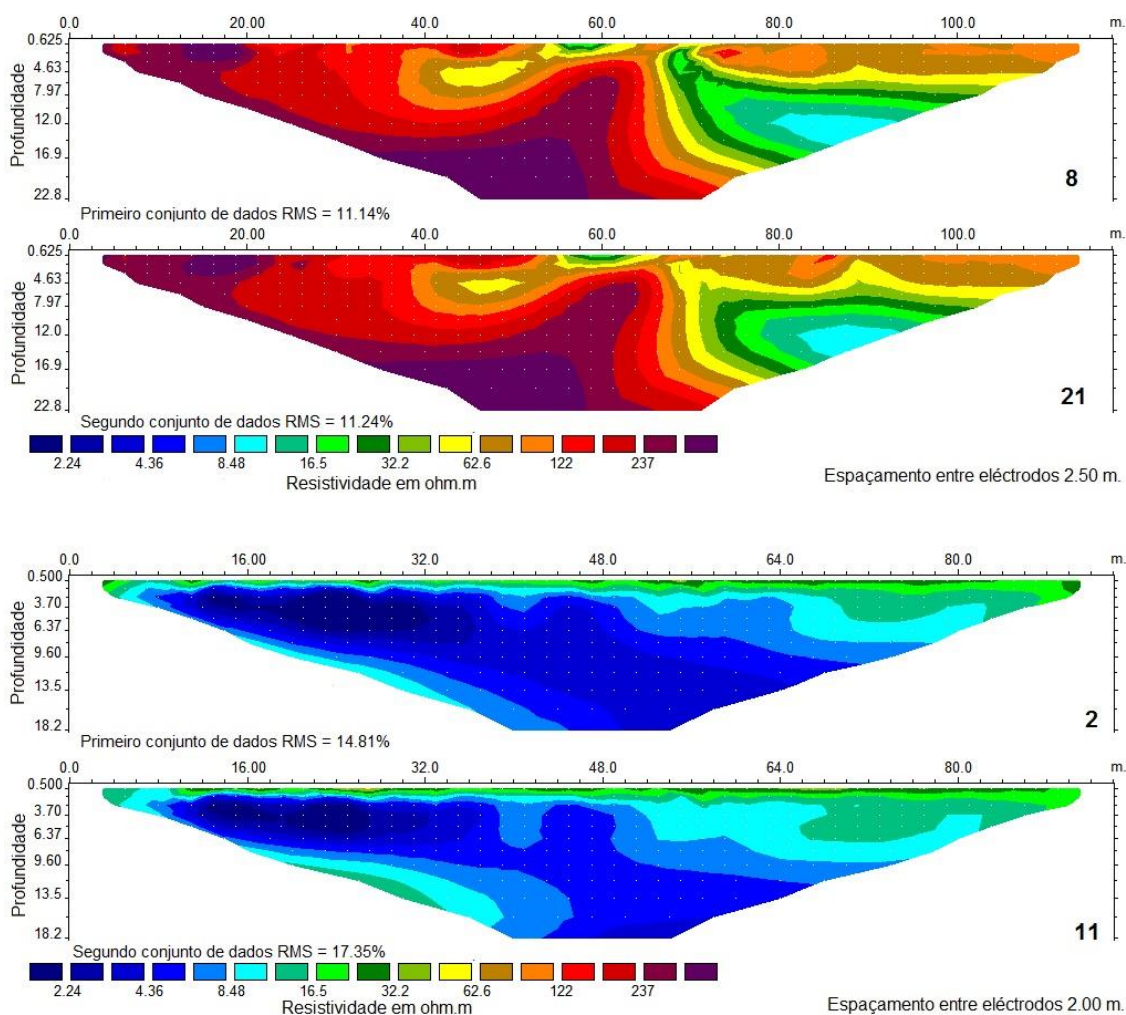 0.0 20.00 40.0 60.0 80.0 100.0 m.
Profundidade
0.625
4.63
7.97
12.0
16.9
22.8
8
Primeiro conjunto de dados RMS = 11.14%
0.0 20.00 40.0 60.0 80.0 100.0 m.
Profundidade
0.625
4.63
7.97
12.0
16.9
22.8
21
Segundo conjunto de dados RMS = 11.24%
2.24 4.36 8.48 16.5 32.2 62.6 122 237
Resistividade em ohm.m
Espaçamento entre eléctrodos 2.50 m.
0.0 16.00 32.0 48.0 64.0 80.0 m.
Profundidade
0.500
3.70
6.37
9.60
13.5
18.2
2
Primeiro conjunto de dados RMS = 14.81%
0.0 16.00 32.0 48.0 64.0 80.0 m.
Profundidade
0.500
3.70
6.37
9.60
13.5
18.2
11
Segundo conjunto de dados RMS = 17.35%
2.24 4.36 8.48 16.5 32.2 62.6 122 237
Resistividade em ohm.m
Espaçamento entre eléctrodos 2.00 m.